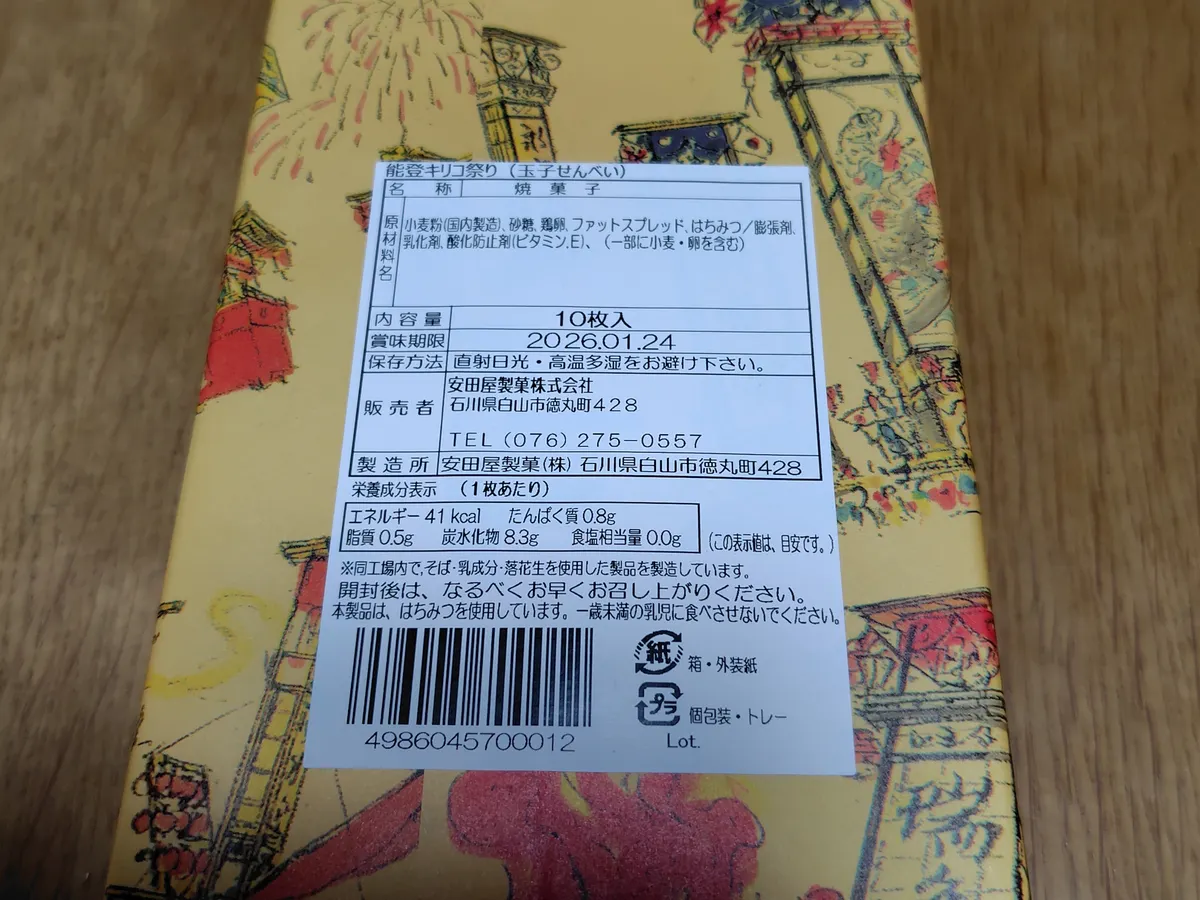 能登キリコ祭り（玉子せんべい）
名称 焼菓子
原材料名 小麦粉(国内製造)、砂糖、鶏卵、ファットスプレッド、はちみつ／膨張剤、
乳化剤、酸化防止剤(ビタミン、E)、（一部に小麦・卵を含む）
内容量 10枚入
賞味期限 2026.01.24
保存方法 直射日光・高温多湿をお避け下さい。
販売者 安田屋製菓株式会社
石川県白山市徳丸町４２８
TEL（076）275−0557
製造所 安田屋製菓(株) 石川県白山市徳丸町428
栄養成分表示 （1枚あたり）
エネルギー 41 kcal たんぱく質 0.8g
脂質 0.5g 炭水化物 8.3g 食塩相当量 0.0g
（この表示値は、目安です。）
※同工場内で、そば・乳成分・落花生を使用した製品を製造しています。
開封後は、なるべくお早くお召し上がりください。
本製品は、はちみつを使用しています。一歳未満の乳児に食べさせないでください。
紙 箱・外装紙
プラ 個包装・トレー
4986045700012
Lot.
瑞